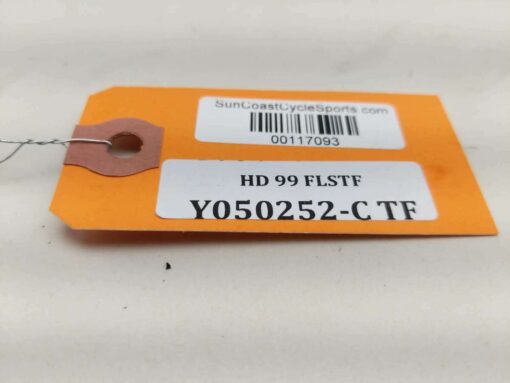 SunCoastCycleSports.com
00117093
HD 99 FLSTF
Y050252-C TF